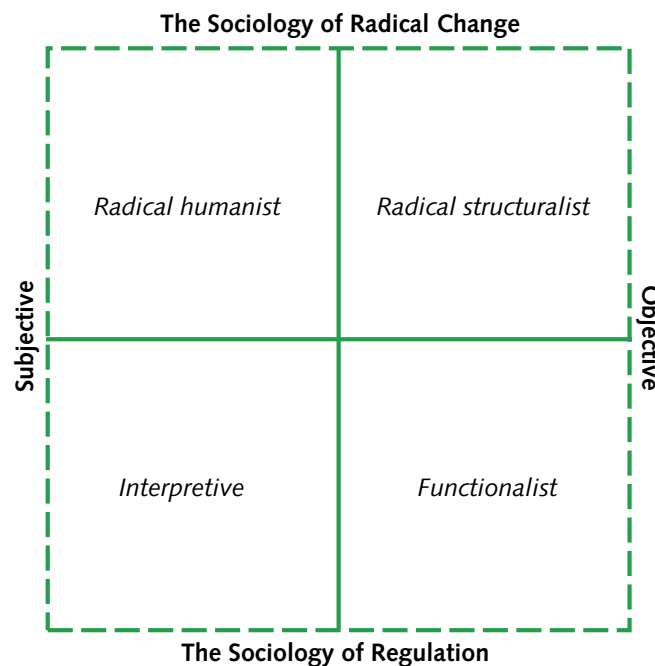 The Sociology of Radical Change
Radical humanist
Radical structuralist
Subjective
Objective
Interpretive
Functionalist
The Sociology of Regulation